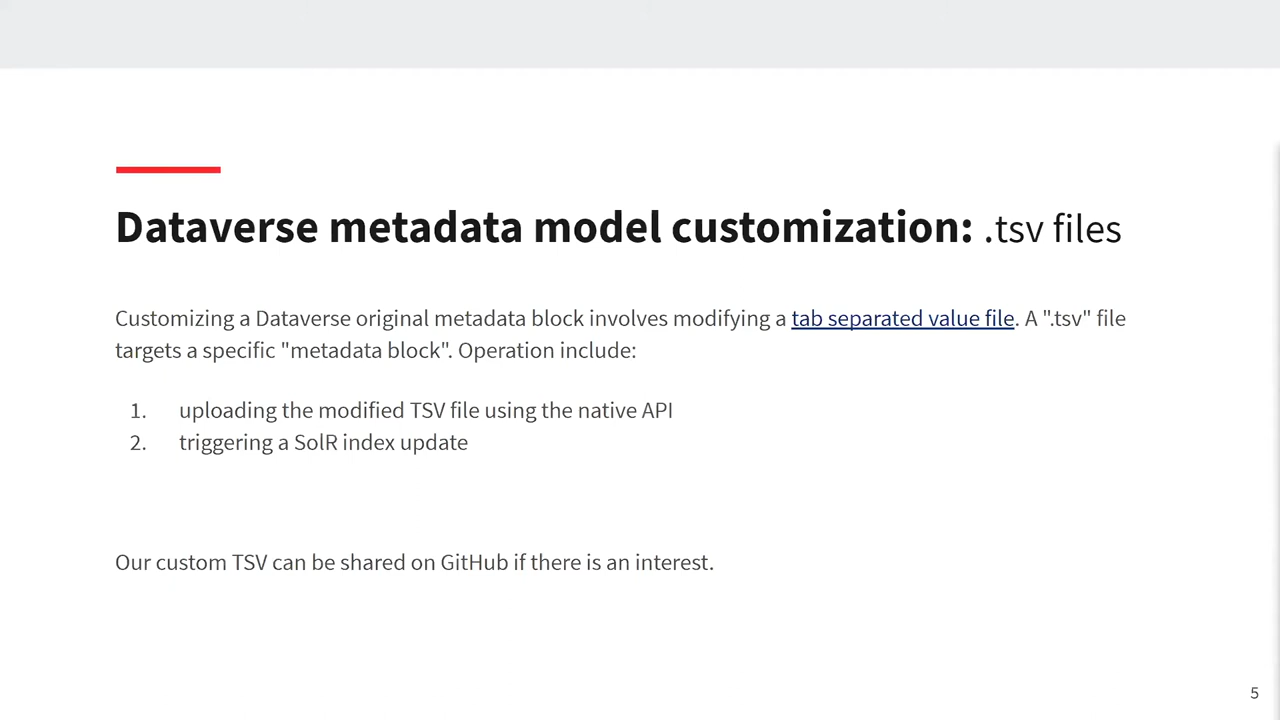 Dataverse metadata model customization: .tsv files
Customizing a Dataverse original metadata block involves modifying a tab separated value file. A ".tsv" file
targets a specific "metadata block". Operation include:
1. uploading the modified TSV file using the native API
2. triggering a SolR index update
Our custom TSV can be shared on GitHub if there is an interest.
5